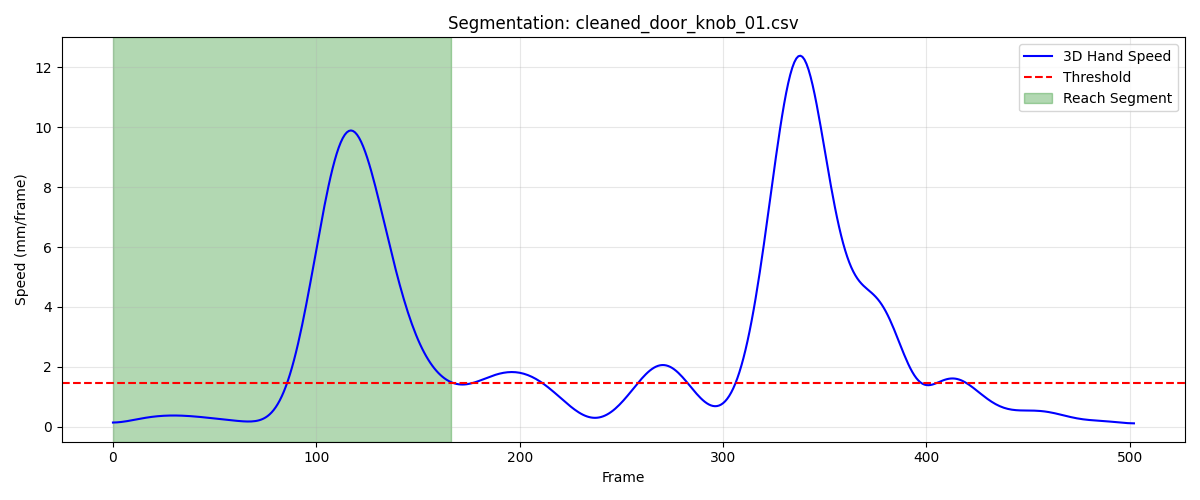 Segmentation: cleaned_door_knob_01.csv
3D Hand Speed
Threshold
Reach Segment
Speed (mm/frame)
12
10
8
6
4
2
0
0 100 200 300 400 500
Frame